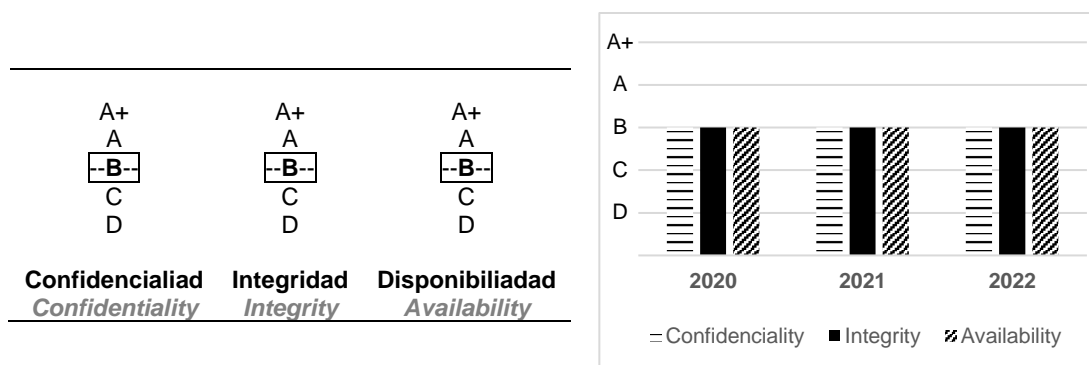 A+ A+ A+
A A A
--B-- --B-- --B--
C C C
D D D
Confidencialiad Integridad Disponibiliadad
Confidentiality Integrity Availability
A+
A
B
C
D
2020 2021 2022
Confidenciality Integrity Availability